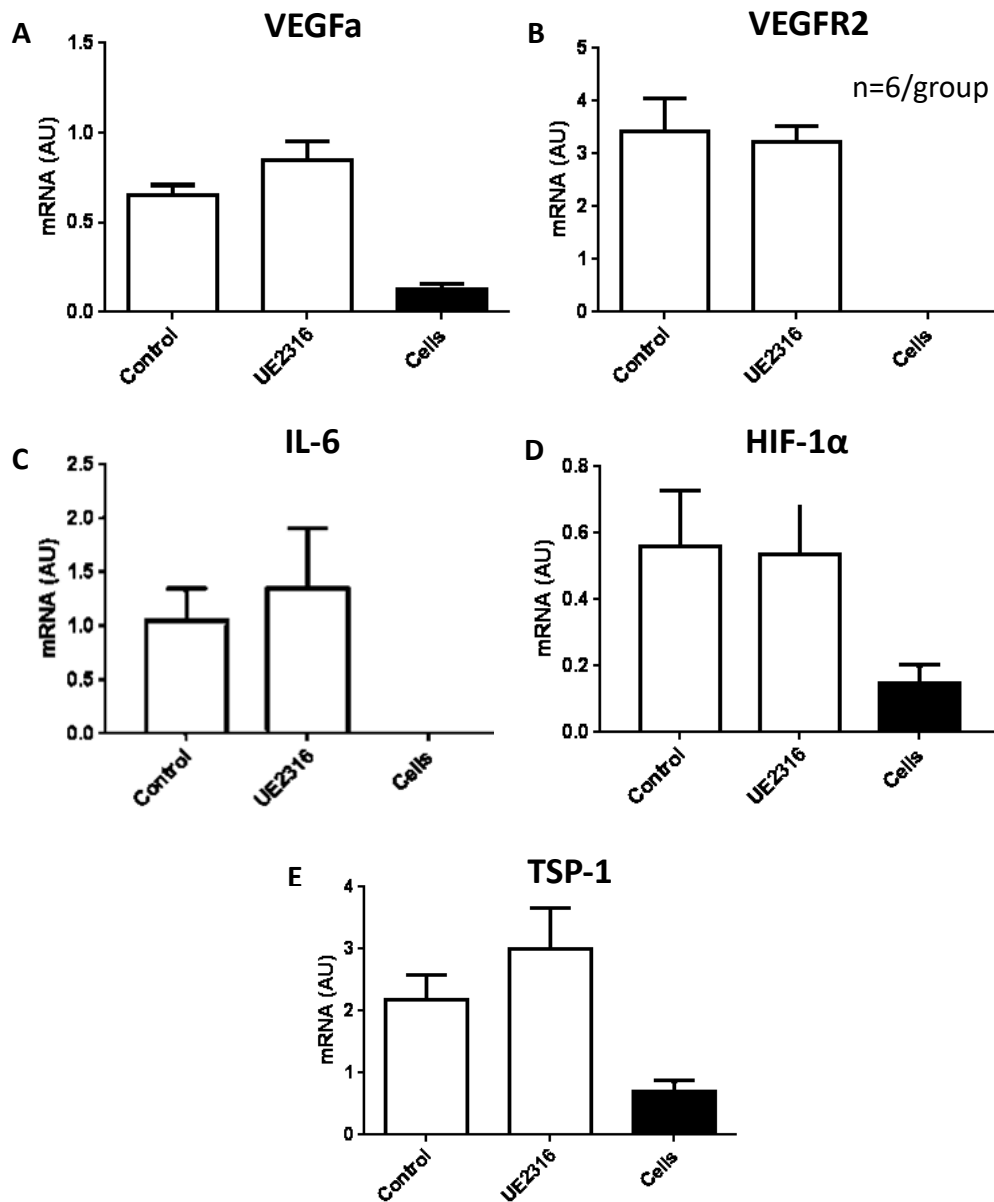 A
VEGFa
mRNA (AU)
1.5
1.0
0.5
0.0
Control
UE2316
Cells
B
VEGFR2
n=6/group
mRNA (AU)
5
4
3
2
1
0
Control
UE2316
Cells
C
IL-6
mRNA (AU)
2.5
2.0
1.5
1.0
0.5
0.0
Control
UE2316
Cells
D
HIF-1α
mRNA (AU)
0.8
0.6
0.4
0.2
0.0
Control
UE2316
Cells
E
TSP-1
mRNA (AU)
4
3
2
1
0
Control
UE2316
Cells